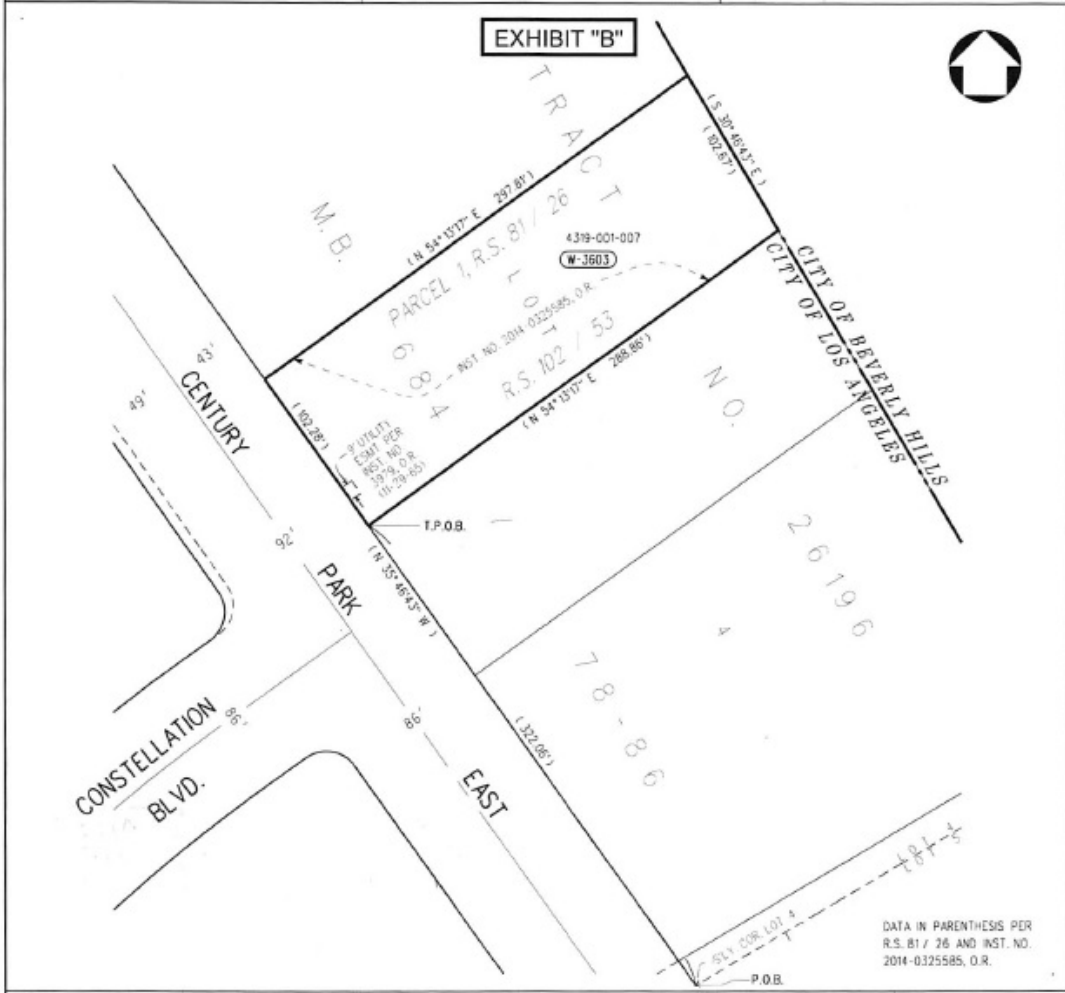 EXHIBIT "B"
TRACT
( S 30°46'43" E )
( 102.67' )
M. B.
( N 54°13'17" E 297.81' )
PARCEL 1, R.S. 81 / 26
4319-001-007
W-3603
LOT
INST. NO. 2014-0325585, O.R.
6 8 4
R.S. 102 / 53
( N 54°13'17" E 288.86' )
CITY OF BEVERLY HILLS
CITY OF LOS ANGELES
NO.
43'
49'
CENTURY
( 102.28' )
9' UTILITY
ESMT PER
INST. NO.
3979, O.R.
(11-29-65)
T.P.O.B.
92'
PARK
( N 35°46'43" W )
26196
4
78-86
86'
CONSTELLATION
BLVD.
86'
EAST
( 322.06' )
SLY. COR. LOT 4
P.O.B.
DATA IN PARENTHESIS PER
R.S. 81 / 26 AND INST. NO.
2014-0325585, O.R.